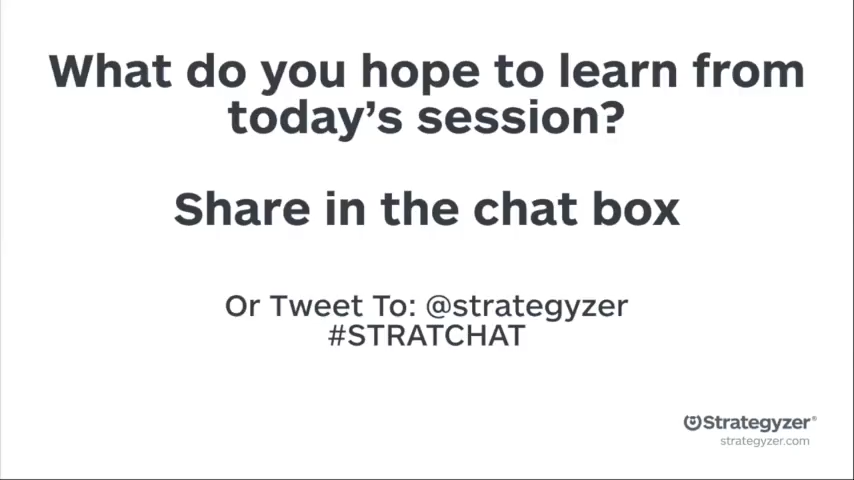 What do you hope to learn from
today’s session?
Share in the chat box
Or Tweet To: @strategyzer
#STRATCHAT
Strategyzer®
strategyzer.com